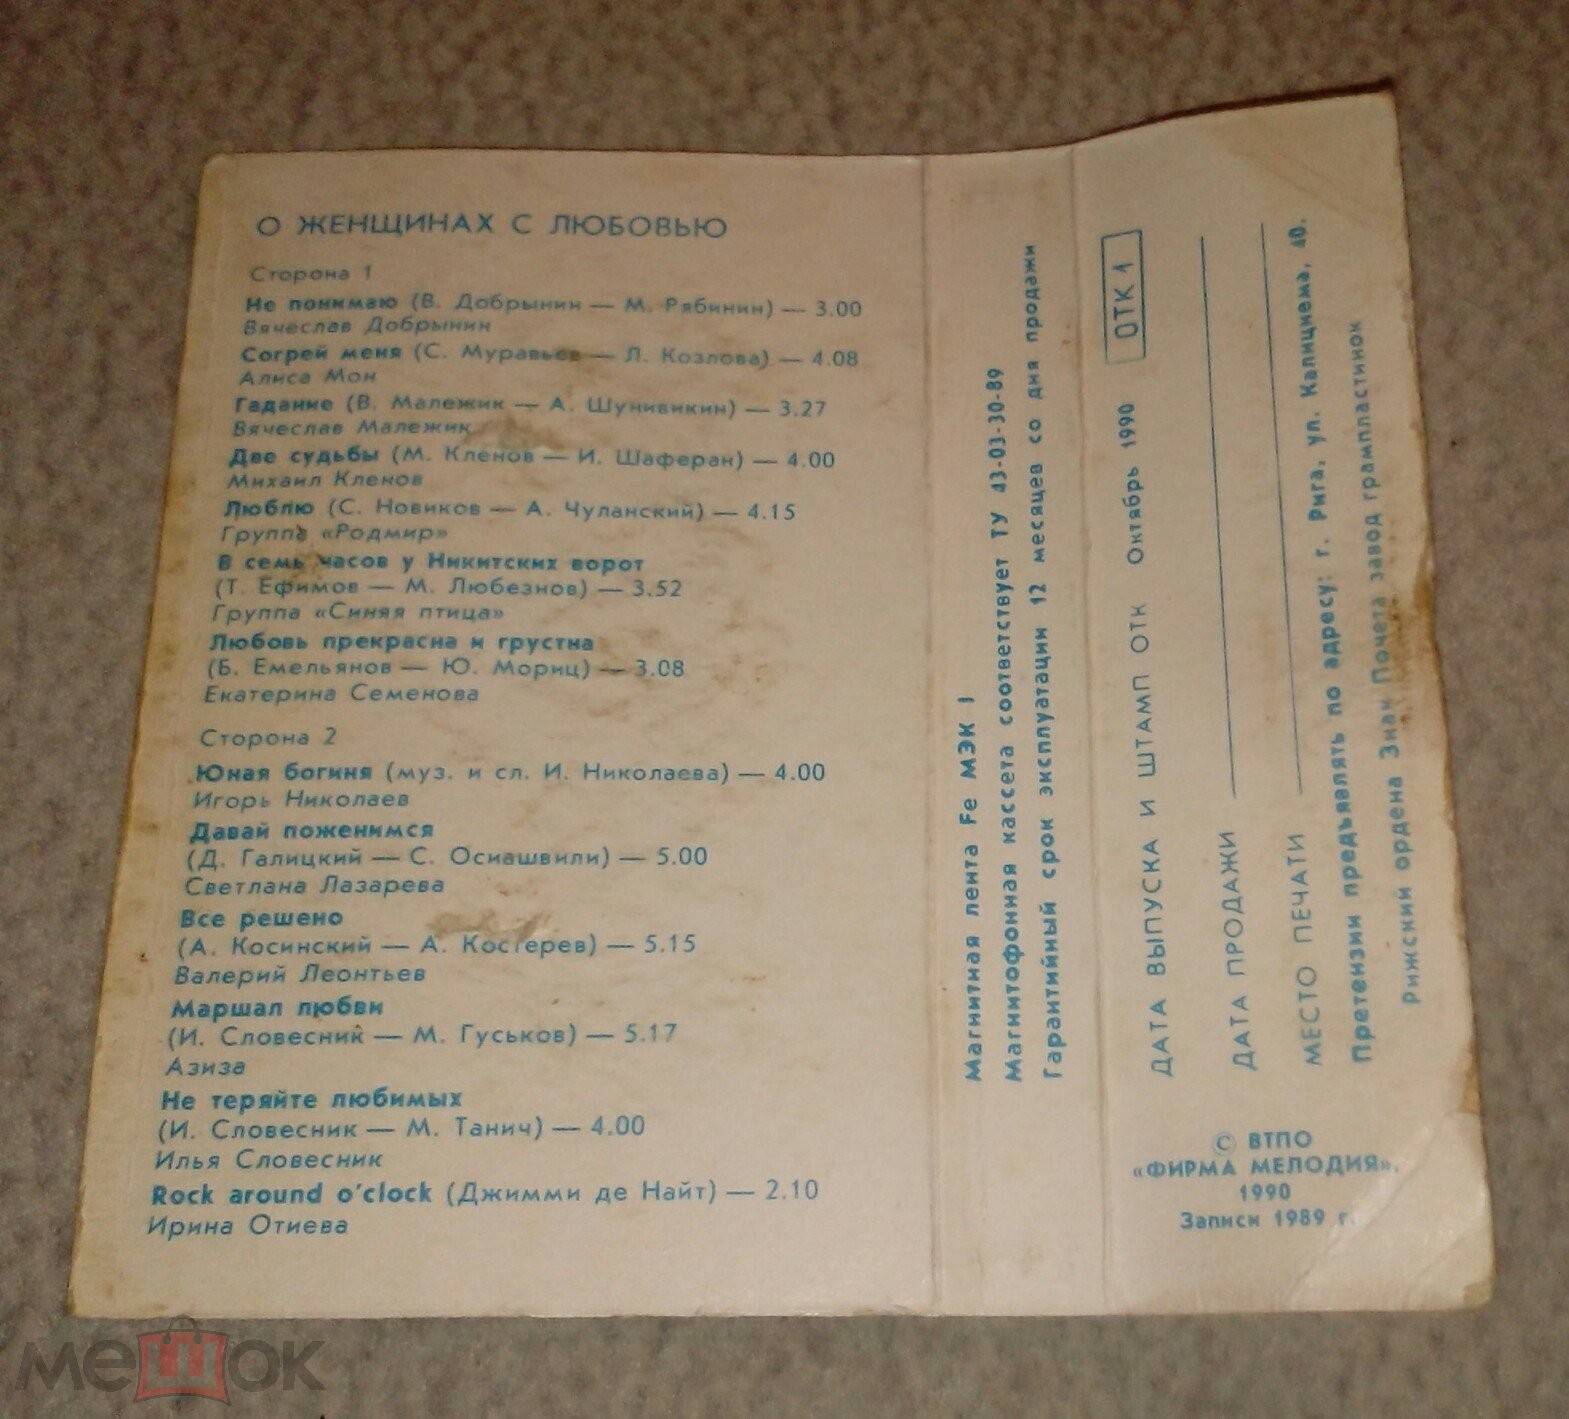 О ЖЕНЩИНАХ С ЛЮБОВЬЮ
Сторона 1
Не понимаю (В. Добрынин — М. Рябинин) — 3.00
Вячеслав Добрынин
Согрей меня (С. Муравьев — Л. Козлова) — 4.08
Алиса Мон
Гадание (В. Малежик — А. Шунивикин) — 3.27
Вячеслав Малежик
Две судьбы (М. Кленов — И. Шаферан) — 4.00
Михаил Кленов
Люблю (С. Новиков — А. Чуланский) — 4.15
Группа «Родмир»
В семь часов у Никитских ворот
(Т. Ефимов — М. Любезнов) — 3.52
Группа «Синяя птица»
Любовь прекрасна и грустна
(Б. Емельянов — Ю. Мориц) — 3.08
Екатерина Семенова
Сторона 2
Юная богиня (муз. и сл. И. Николаева) — 4.00
Игорь Николаев
Давай поженимся
(Д. Галицкий — С. Осиашвили) — 5.00
Светлана Лазарева
Все решено
(А. Косинский — А. Костерев) — 5.15
Валерий Леонтьев
Маршал любви
(И. Словесник — М. Гуськов) — 5.17
Азиза
Не теряйте любимых
(И. Словесник — М. Танич) — 4.00
Илья Словесник
Rock around o'clock (Джимми де Найт) — 2.10
Ирина Отиева
Магнитная лента Fe МЭК I
Магнитофонная кассета соответствует ТУ 43-03-30-89
Гарантийный срок эксплуатации 12 месяцев со дня продажи
ДАТА ВЫПУСКА И ШТАМП ОТК Октябрь 1990 ОТК 1
ДАТА ПРОДАЖИ
МЕСТО ПЕЧАТИ
Претензии предъявлять по адресу: г. Рига, ул. Капициема, 40.
Рижский ордена Знак Почета завод грампластинок
© ВТПО
«ФИРМА МЕЛОДИЯ»,
1990
Записи 1989 г.
мешок